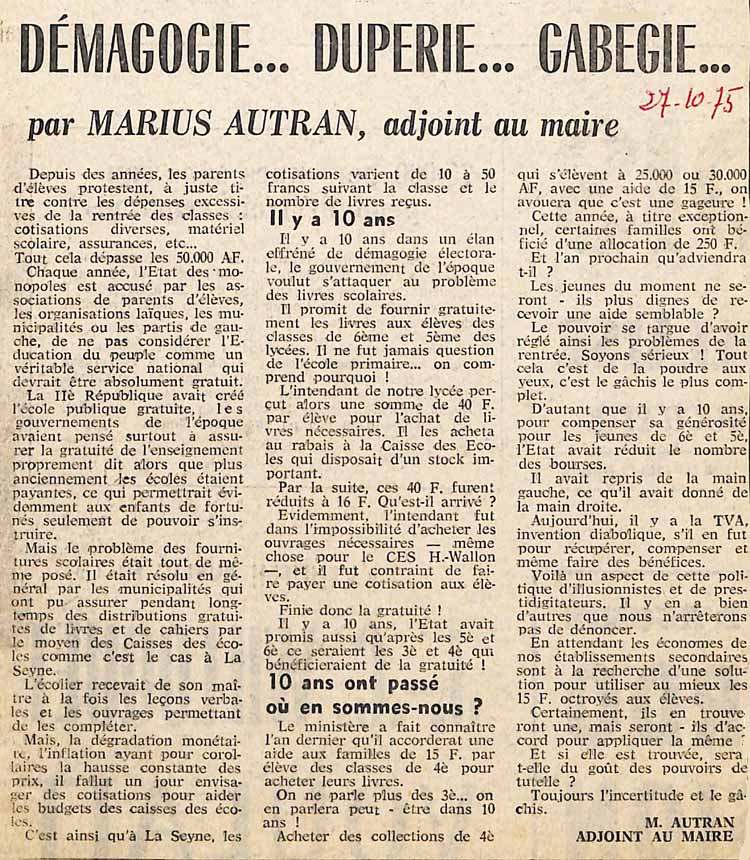 DÉMAGOGIE... DUPERIE... GABEGIE...
27-10-75
par MARIUS AUTRAN, adjoint au maire
Depuis des années, les parents
d'élèves protestent, à juste ti-
tre contre les dépenses excessi-
ves de la rentrée des classes :
cotisations diverses, matériel
scolaire, assurances, etc...
Tout cela dépasse les 50.000 AF.
Chaque année, l'Etat des mo-
nopoles est accusé par les as-
sociations de parents d'élèves,
les organisations laïques, les mu-
nicipalités ou les partis de gau-
che, de ne pas considérer l'E-
ducation du peuple comme un
véritable service national qui
devrait être absolument gratuit.
La IIè République avait créé
l'école publique gratuite, les
gouvernements de l'époque
avaient pensé surtout à assu-
rer la gratuité de l'enseignement
proprement dit alors que plus
anciennement les écoles étaient
payantes, ce qui permettrait évi-
demment aux enfants de fortu-
nés seulement de pouvoir s'ins-
truire.
Mais le problème des fourni-
tures scolaires était tout de mê-
me posé. Il était résolu en gé-
néral par les municipalités qui
ont pu assurer pendant long-
temps des distributions gratui-
tes de livres et de cahiers par
le moyen des Caisses des éco-
les comme c'est le cas à La
Seyne.
L'écolier recevait de son maî-
tre à la fois les leçons verba-
les et les ouvrages permettant
de les compléter.
Mais, la dégradation monétai-
re, l'inflation ayant pour corol-
laires la hausse constante des
prix, il fallut un jour envisa-
ger des cotisations pour aider
les budgets des caisses des éco-
les.
C'est ainsi qu'à La Seyne, les
cotisations varient de 10 à 50
francs suivant la classe et le
nombre de livres reçus.
Il y a 10 ans
Il y a 10 ans dans un élan
effréné de démagogie électora-
le, le gouvernement de l'époque
voulut s'attaquer au problème
des livres scolaires.
Il promit de fournir gratuite-
ment les livres aux élèves des
classes de 6ème et 5ème des
lycées. Il ne fut jamais question
de l'école primaire... on com-
prend pourquoi !
L'intendant de notre lycée per-
çut alors une somme de 40 F.
par élève pour l'achat de li-
vres nécessaires. Il les acheta
au rabais à la Caisse des Eco-
les qui disposait d'un stock im-
portant.
Par la suite, ces 40 F. furent
réduits à 16 F. Qu'est-il arrivé ?
Evidemment, l'intendant fut
dans l'impossibilité d'acheter les
ouvrages nécessaires — même
chose pour le CES H.-Wallon
—, et il fut contraint de fai-
re payer une cotisation aux élè-
ves.
Finie donc la gratuité !
Il y a 10 ans, l'Etat avait
promis aussi qu'après les 5è et
6è ce seraient les 3è et 4è qui
bénéficieraient de la gratuité !
10 ans ont passé
où en sommes-nous ?
Le ministère a fait connaître
l'an dernier qu'il accorderait une
aide aux familles de 15 F. par
élève des classes de 4è pour
acheter leurs livres.
On ne parle plus des 3è... on
en parlera peut - être dans 10
ans !
Acheter des collections de 4è
qui s'élèvent à 25.000 ou 30.000
AF, avec une aide de 15 F., on
avouera que c'est une gageure !
Cette année, à titre exception-
nel, certaines familles ont bé-
ficié d'une allocation de 250 F.
Et l'an prochain qu'adviendra
t-il ?
Les jeunes du moment ne se-
ront - ils plus dignes de re-
cevoir une aide semblable ?
Le pouvoir se targue d'avoir
réglé ainsi les problèmes de la
rentrée. Soyons sérieux ! Tout
cela c'est de la poudre aux
yeux, c'est le gâchis le plus com-
plet.
D'autant que il y a 10 ans,
pour compenser sa générosité
pour les jeunes de 6è et 5è,
l'Etat avait réduit le nombre
des bourses.
Il avait repris de la main
gauche, ce qu'il avait donné de
la main droite.
Aujourd'hui, il y a la TVA,
invention diabolique, s'il en fut
pour récupérer, compenser et
même faire des bénéfices.
Voilà un aspect de cette poli-
tique d'illusionnistes et de pres-
tidigitateurs. Il y en a bien
d'autres que nous n'arrêterons
pas de dénoncer.
En attendant les économes de
nos établissements secondaires
sont à la recherche d'une solu-
tion pour utiliser au mieux les
15 F. octroyés aux élèves.
Certainement, ils en trouve
ront une, mais seront - ils d'ac-
cord pour appliquer la même
Et si elle est trouvée, sera
t-elle du goût des pouvoirs de
tutelle ?
Toujours l'incertitude et le gâ-
chis.
M. AUTRAN
ADJOINT AU MAIRE